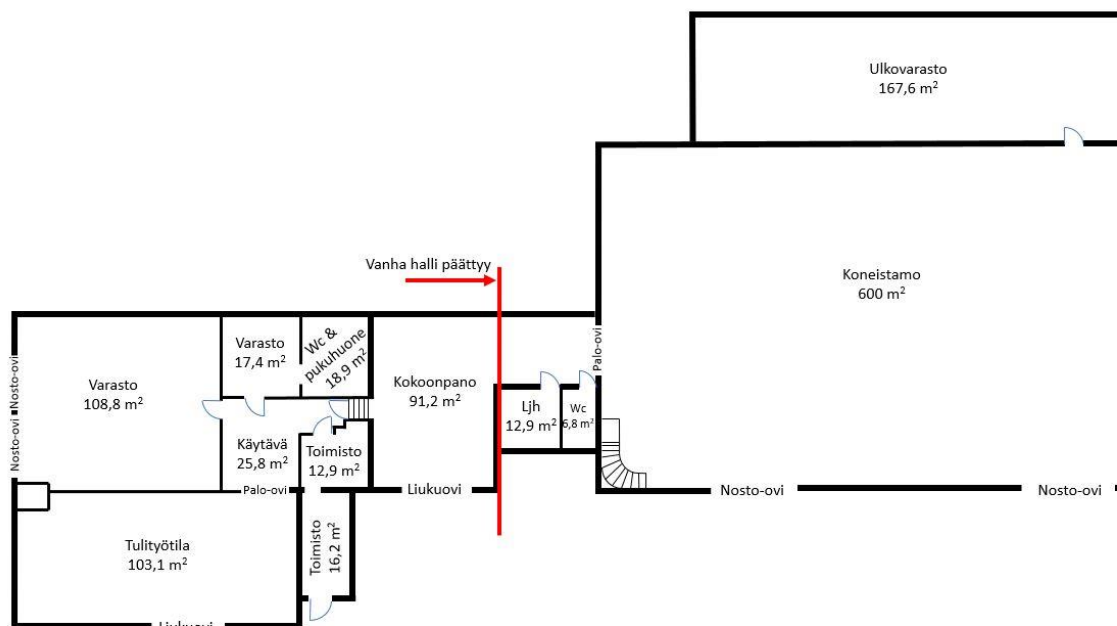 Ulkovarasto
167,6 m²
Koneistamo
600 m²
Vanha halli päättyy
Nosto-ovi
Nosto-ovi
Varasto
108,8 m²
Varasto
17,4 m²
Wc &
pukuhuone
18,9 m²
Kokoonpano
91,2 m²
Palo-ovi
Ljh
12,9 m²
Wc
6,8 m²
Käytävä
25,8 m²
Toimisto
12,9 m²
Palo-ovi
Liukuovi
Nosto-ovi
Nosto-ovi
Tulityötila
103,1 m²
Toimisto
16,2 m²
Liukuovi